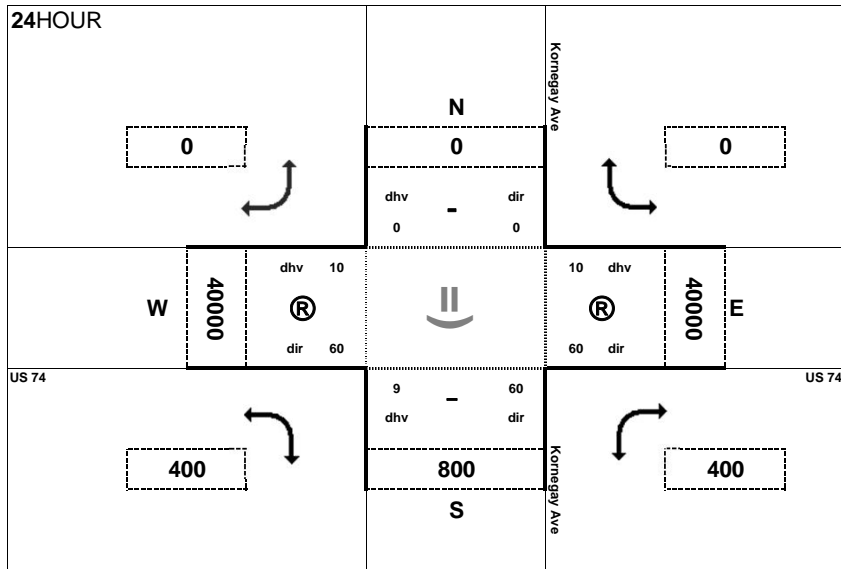 24HOUR
Kornegay Ave
N
0
0
0
dhv - dir
0 0
W
40000
dhv 10
®
dir 60
=)
10 dhv
®
60 dir
40000
E
US 74
US 74
9 - 60
dhv dir
400
800
400
Kornegay Ave
S